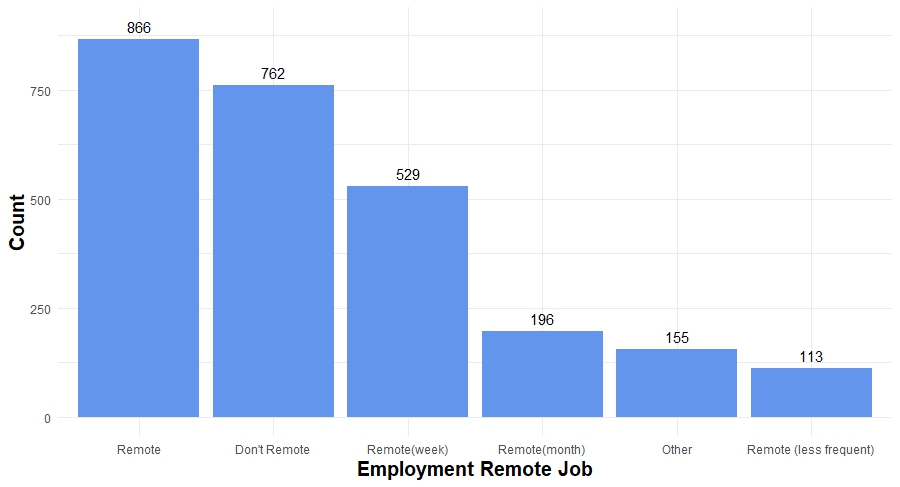 866
762
529
196
155
113
750
500
250
0
Count
Remote
Don't Remote
Remote(week)
Remote(month)
Other
Remote (less frequent)
Employment Remote Job